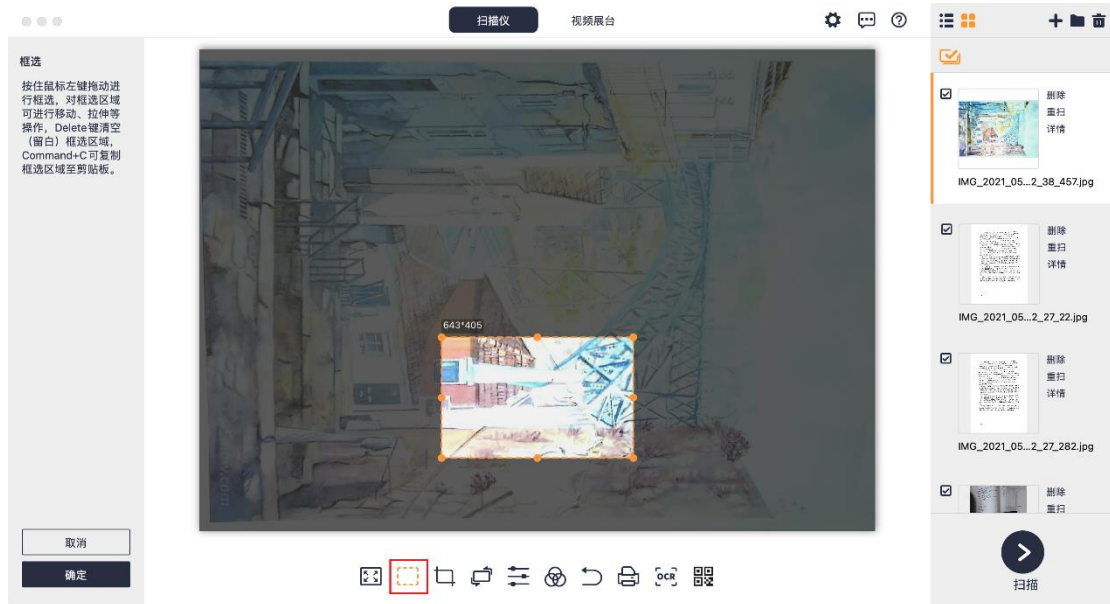 扫描仪
视频展台
框选
按住鼠标左键拖动进
行框选，对框选区域
可进行移动、拉伸等
操作，Delete键清空
（留白）框选区域，
Command+C可复制
框选区域至剪贴板。
取消
确定
643*405
OCR
删除
重扫
详情
IMG_2021_05...2_38_457.jpg
删除
重扫
详情
IMG_2021_05...2_27_22.jpg
删除
重扫
详情
IMG_2021_05...2_27_282.jpg
删除
重扫
扫描